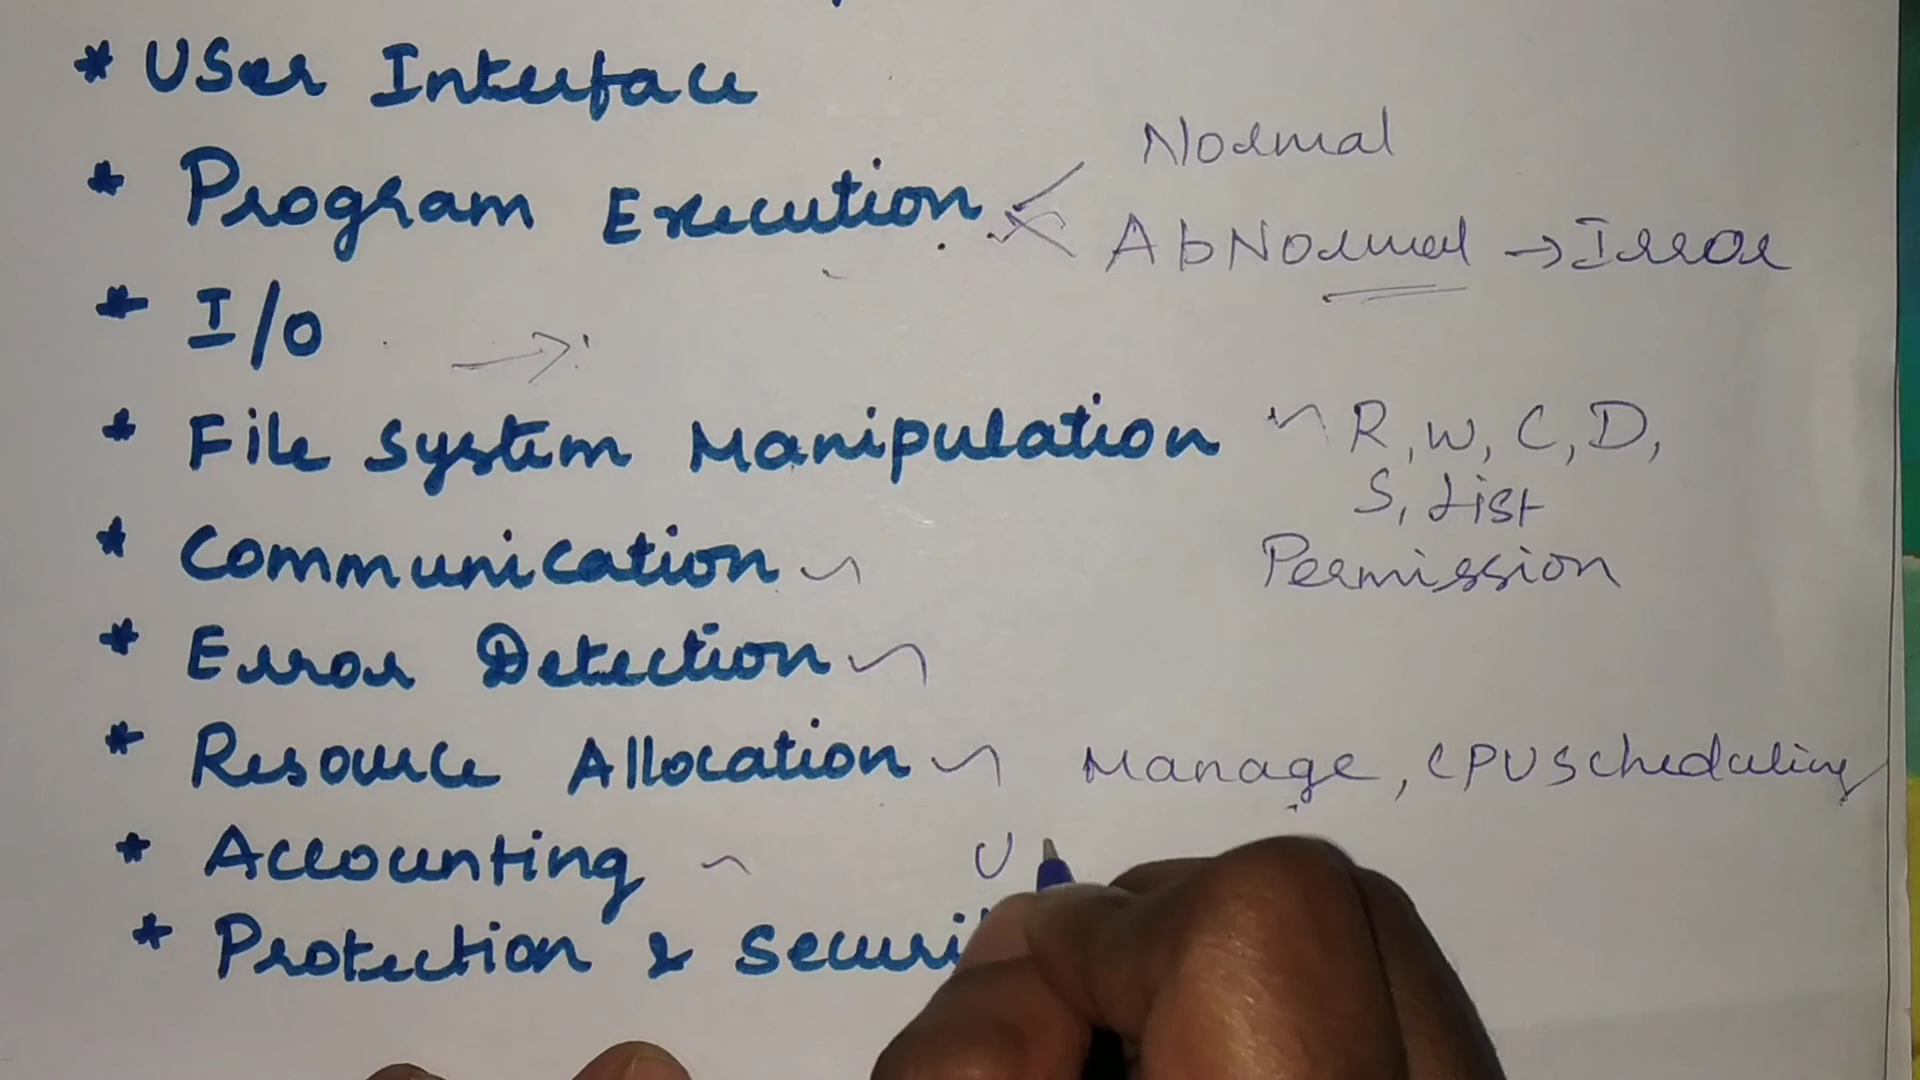 * User Interface
Normal
* Program Execution
AbNormal → Irror
* I/O →
* File System Manipulation R, W, C, D,
S, List
Permission
* Communication
* Error Detection
* Resource Allocation Manage, CPU Scheduling
* Accounting U
* Protection & Securi